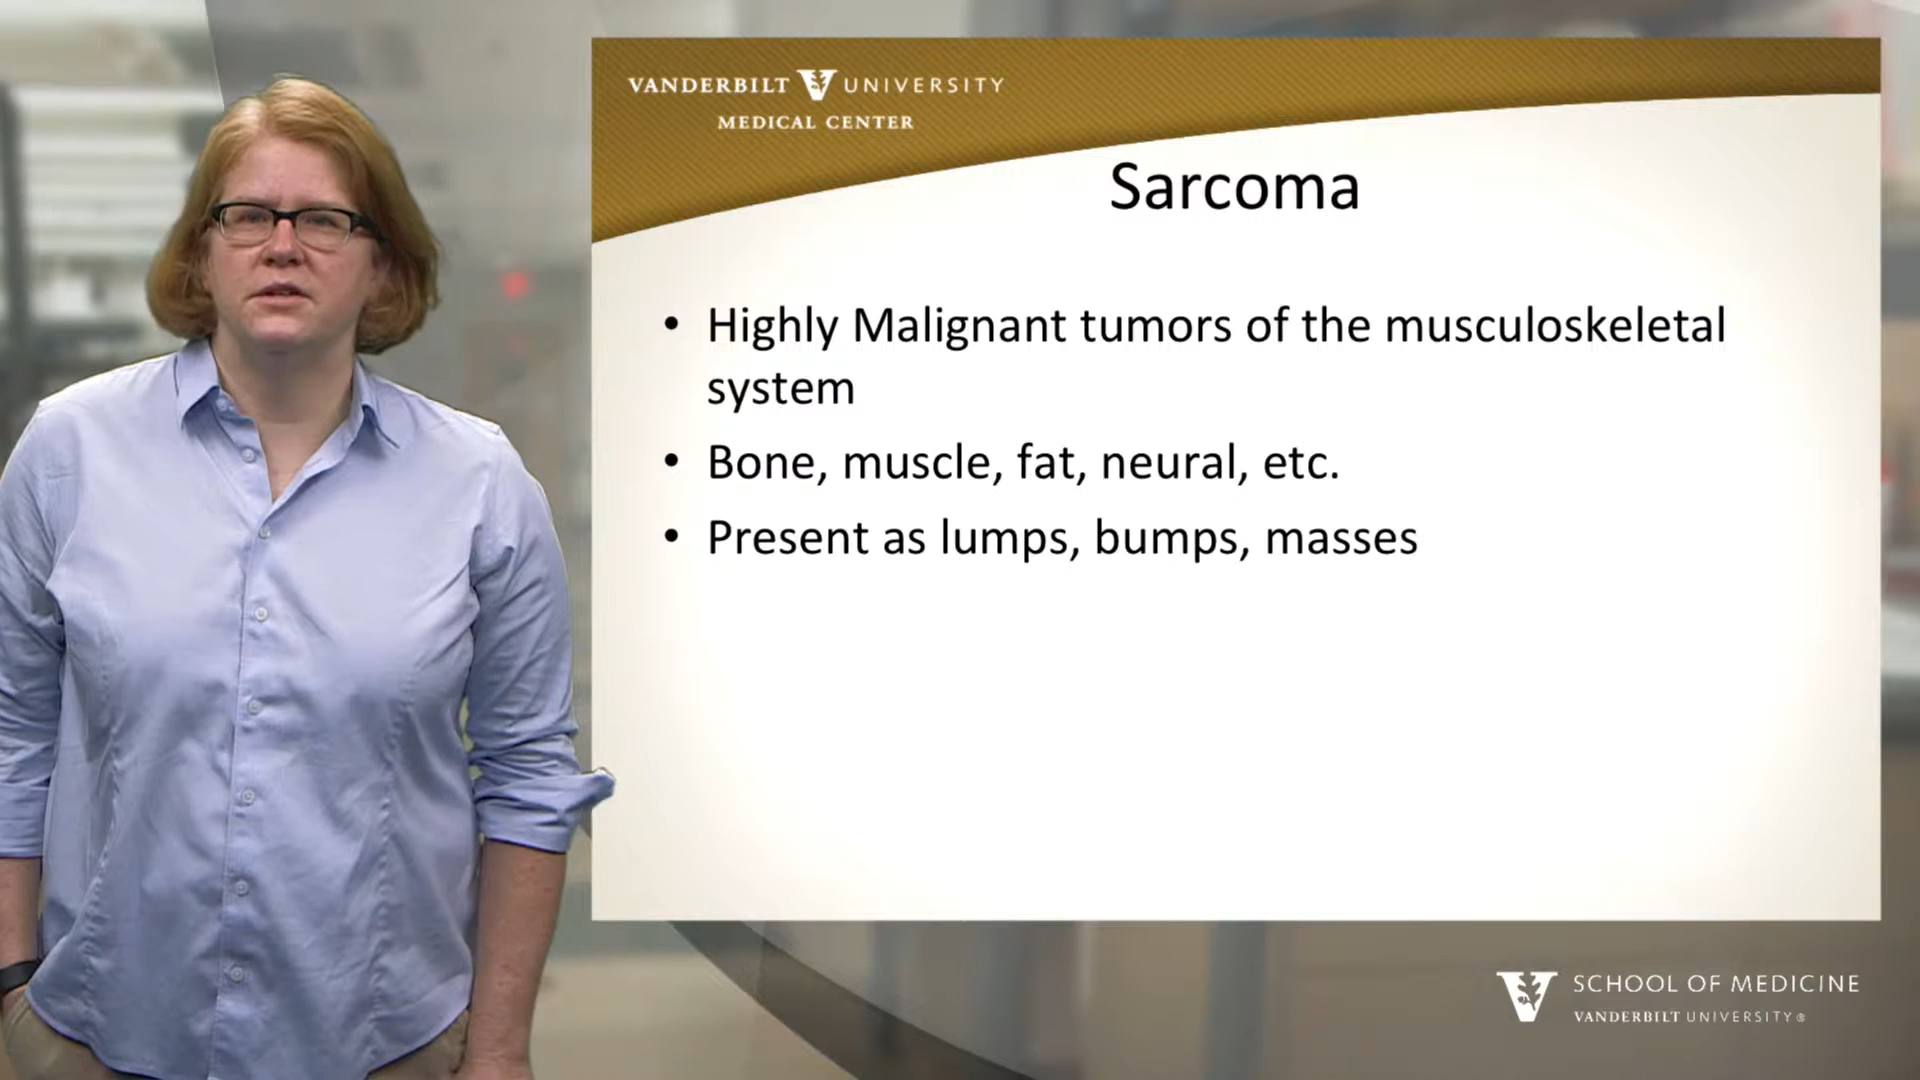 VANDERBILT UNIVERSITY
MEDICAL CENTER
Sarcoma
• Highly Malignant tumors of the musculoskeletal
system
• Bone, muscle, fat, neural, etc.
• Present as lumps, bumps, masses
SCHOOL OF MEDICINE
VANDERBILT UNIVERSITY®